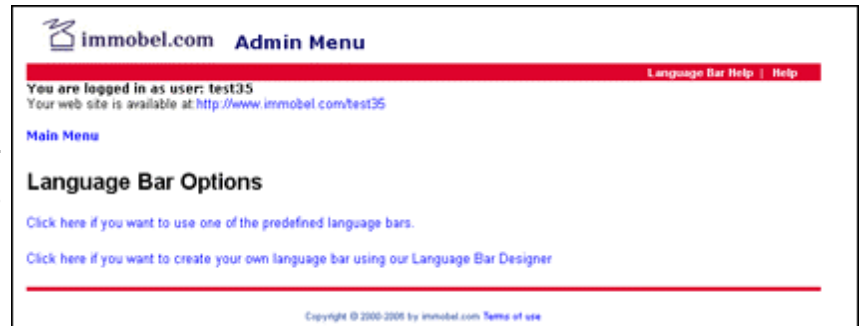 immobel.com Admin Menu
Language Bar Help | Help
You are logged in as user: test35
Your web site is available at http://www.immobel.com/test35
Main Menu
Language Bar Options
Click here if you want to use one of the predefined language bars.
Click here if you want to create your own language bar using our Language Bar Designer
Copyright © 2000-2006 by immobel.com Terms of use